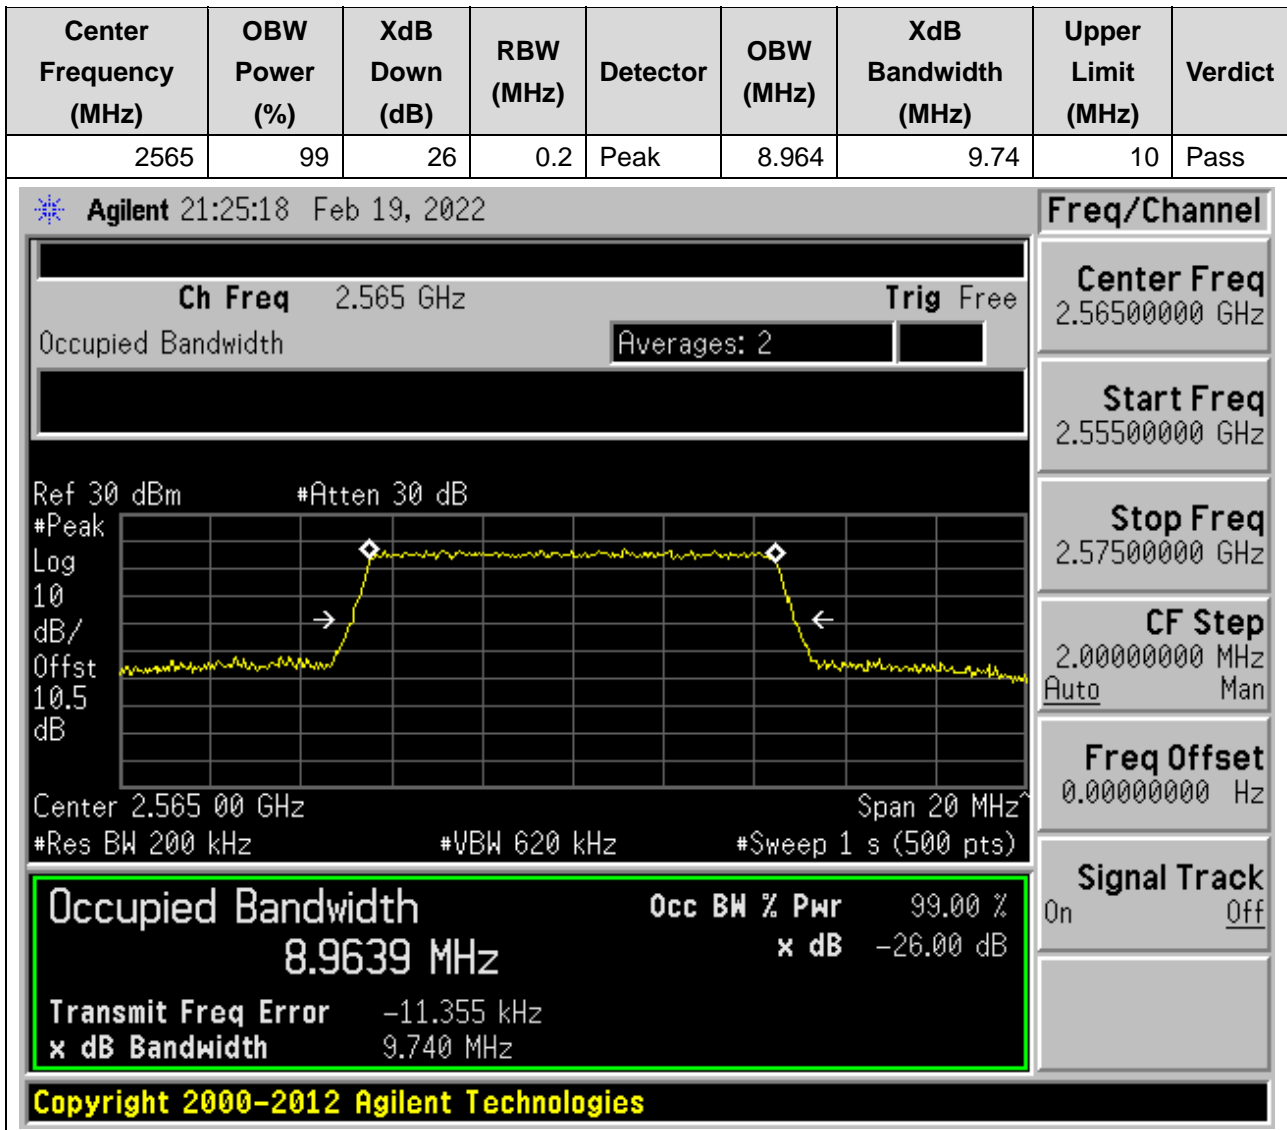 Center Frequency (MHz) OBW Power (%) XdB Down (dB) RBW (MHz) Detector OBW (MHz) XdB Bandwidth (MHz) Upper Limit (MHz) Verdict
2565 99 26 0.2 Peak 8.964 9.74 10 Pass
Agilent 21:25:18 Feb 19, 2022
Ch Freq 2.565 GHz Trig Free
Occupied Bandwidth Averages: 2
Ref 30 dBm #Atten 30 dB
#Peak
Log
10
dB/
Offst
10.5
dB
Center 2.565 00 GHz Span 20 MHz^
#Res BW 200 kHz #VBW 620 kHz #Sweep 1 s (500 pts)
Occupied Bandwidth Occ BW % Pwr 99.00 %
8.9639 MHz x dB -26.00 dB
Transmit Freq Error -11.355 kHz
x dB Bandwidth 9.740 MHz
Copyright 2000-2012 Agilent Technologies
Freq/Channel
Center Freq
2.56500000 GHz
Start Freq
2.55500000 GHz
Stop Freq
2.57500000 GHz
CF Step
2.00000000 MHz
Auto Man
Freq Offset
0.00000000 Hz
Signal Track
On Off